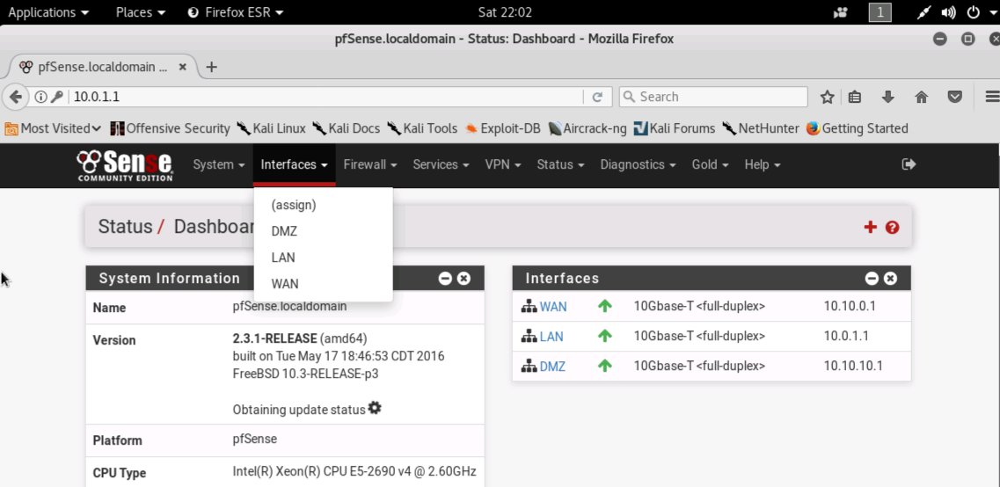 Applications Places Firefox ESR Sat 22:02 1
pfSense.localdomain - Status: Dashboard - Mozilla Firefox
pfSense.localdomain ... × +
10.0.1.1 Search
Most Visited Offensive Security Kali Linux Kali Docs Kali Tools Exploit-DB Aircrack-ng Kali Forums NetHunter Getting Started
Sense
COMMUNITY EDITION
System Interfaces Firewall Services VPN Status Diagnostics Gold Help
(assign)
DMZ
LAN
WAN
Status / Dashboar
System Information
Name pfSense.localdomain
Version 2.3.1-RELEASE (amd64)
built on Tue May 17 18:46:53 CDT 2016
FreeBSD 10.3-RELEASE-p3
Obtaining update status
Platform pfSense
CPU Type Intel(R) Xeon(R) CPU E5-2690 v4 @ 2.60GHz
Interfaces
WAN 10Gbase-T <full-duplex> 10.10.0.1
LAN 10Gbase-T <full-duplex> 10.0.1.1
DMZ 10Gbase-T <full-duplex> 10.10.10.1